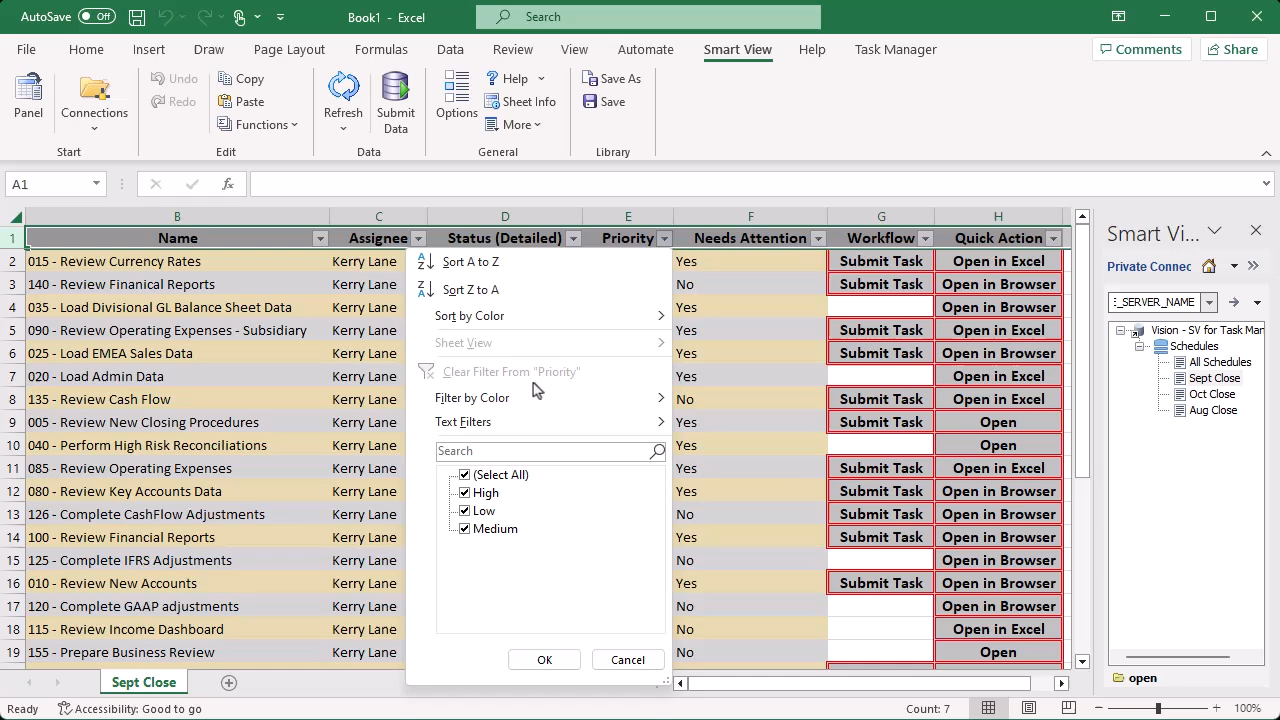 AutoSave Off Book1 - Excel Search
File Home Insert Draw Page Layout Formulas Data Review View Automate Smart View Help Task Manager Comments Share
Panel
Connections
Undo
Redo
Copy
Paste
Functions
Refresh
Submit
Data
Options
Help
Sheet Info
More
Save As
Save
Start Edit Data General Library
A1 fx
B C D E F G H
1 Name Assignee Status (Detailed) Priority Needs Attention Workflow Quick Action
2 015 - Review Currency Rates Kerry Lane Yes Submit Task Open in Excel
3 140 - Review Finanical Reports Kerry Lane No Submit Task Open in Browser
4 035 - Load Divisional GL Balance Sheet Data Kerry Lane Yes Open in Browser
5 090 - Review Operating Expenses - Subsidiary Kerry Lane Yes Submit Task Open in Excel
6 025 - Load EMEA Sales Data Kerry Lane Yes Submit Task Open in Browser
7 020 - Load Admin Data Kerry Lane Yes Open in Excel
8 135 - Review Cash Flow Kerry Lane No Submit Task Open in Excel
9 005 - Review New Closing Procedures Kerry Lane Yes Submit Task Open
10 040 - Perform High Risk Reconciliations Kerry Lane Yes Open
11 085 - Review Operating Expenses Kerry Lane Yes Submit Task Open in Excel
12 080 - Review Key Accounts Data Kerry Lane Yes Submit Task Open in Browser
13 126 - Complete CashFlow Adjustments Kerry Lane No Submit Task Open in Browser
14 100 - Review Financial Reports Kerry Lane Yes Submit Task Open in Browser
15 125 - Complete IFRS Adjustments Kerry Lane No Open in Browser
16 010 - Review New Accounts Kerry Lane Yes Submit Task Open in Browser
17 120 - Complete GAAP adjustments Kerry Lane No Open in Browser
18 115 - Review Income Dashboard Kerry Lane No Open in Excel
19 155 - Prepare Business Review Kerry Lane No Open
Sort A to Z
Sort Z to A
Sort by Color
Sheet View
Clear Filter From "Priority"
Filter by Color
Text Filters
Search
(Select All)
High
Low
Medium
OK Cancel
Smart Vi...
Private Connec
:_SERVER_NAME
Vision - SV for Task Mar
Schedules
All Schedules
Sept Close
Oct Close
Aug Close
open
Sept Close
Ready Accessibility: Good to go Count: 7 100%